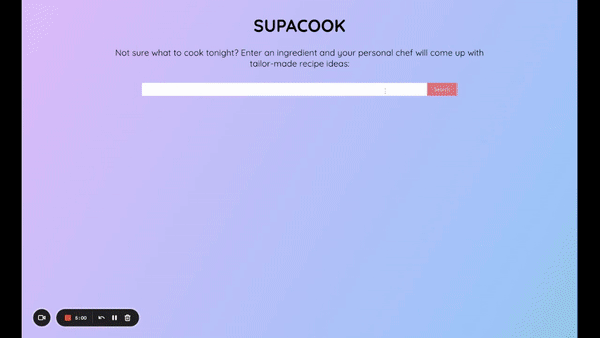 SUPACOOK
Not sure what to cook tonight? Enter an ingredient and your personal chef will come up with
tailor-made recipe ideas:
Search
5:00